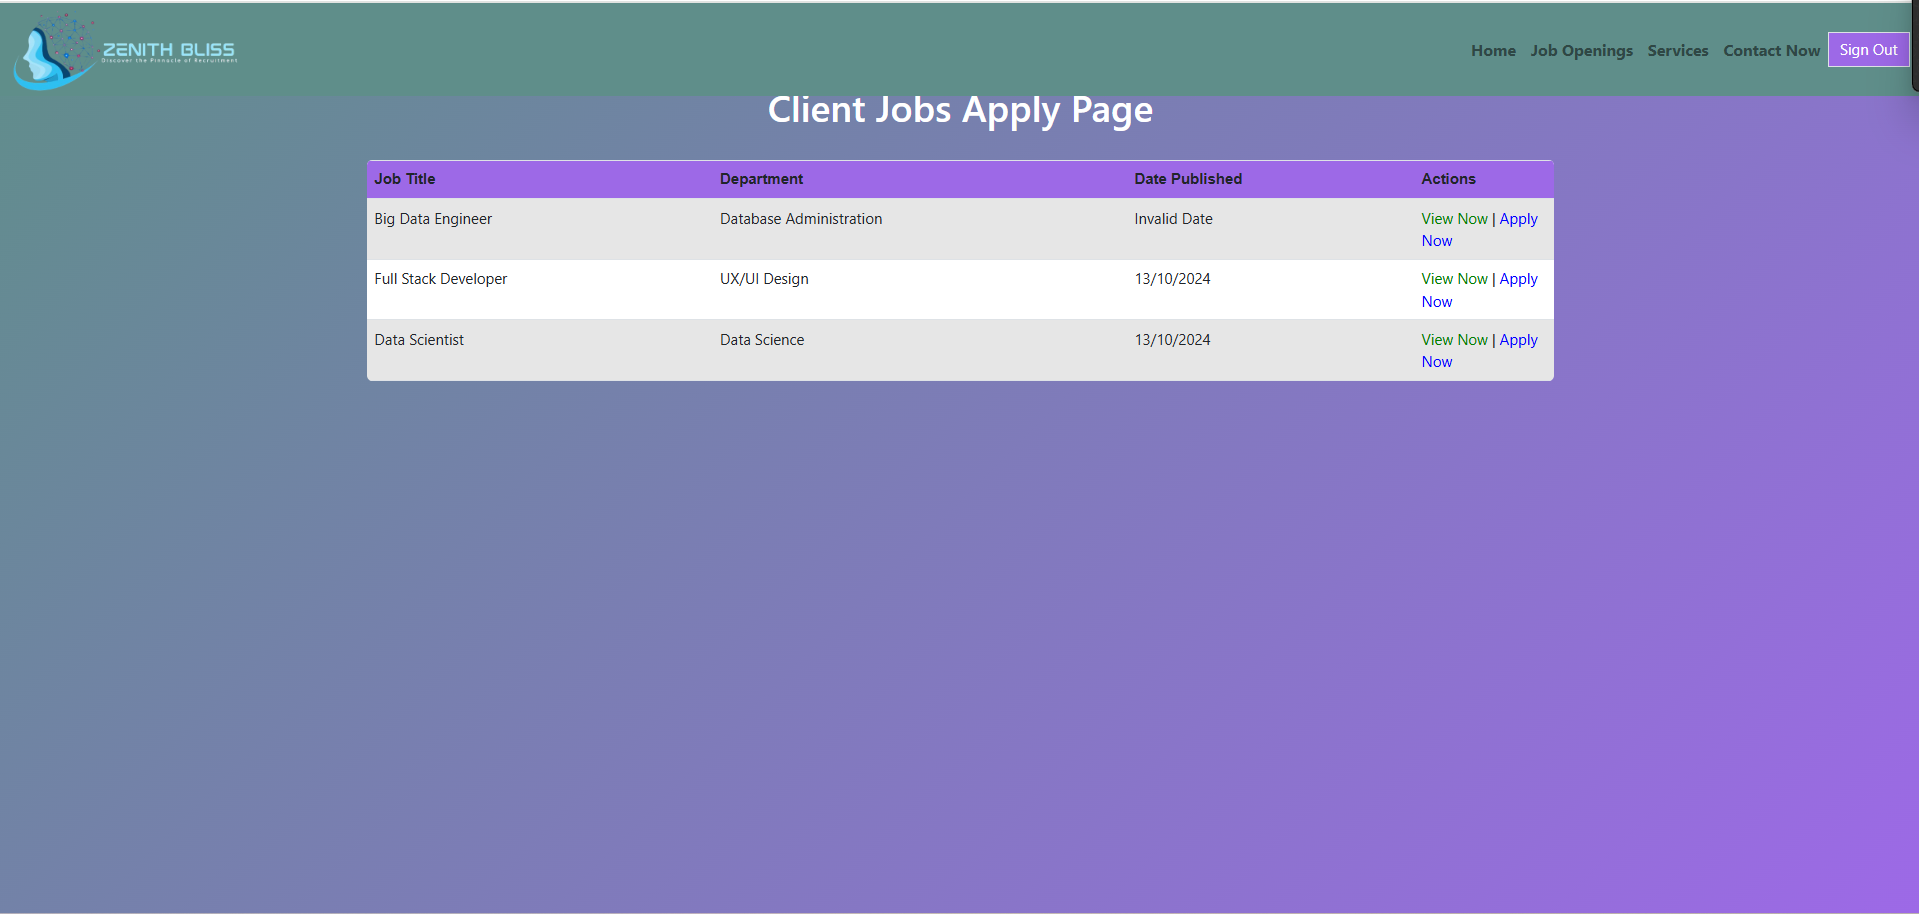 ZENITH BLISS
Discover the Pinnacle of Recruitment
Home Job Openings Services Contact Now Sign Out
Client Jobs Apply Page
Job Title Department Date Published Actions
Big Data Engineer Database Administration Invalid Date View Now | Apply
Now
Full Stack Developer UX/UI Design 13/10/2024 View Now | Apply
Now
Data Scientist Data Science 13/10/2024 View Now | Apply
Now